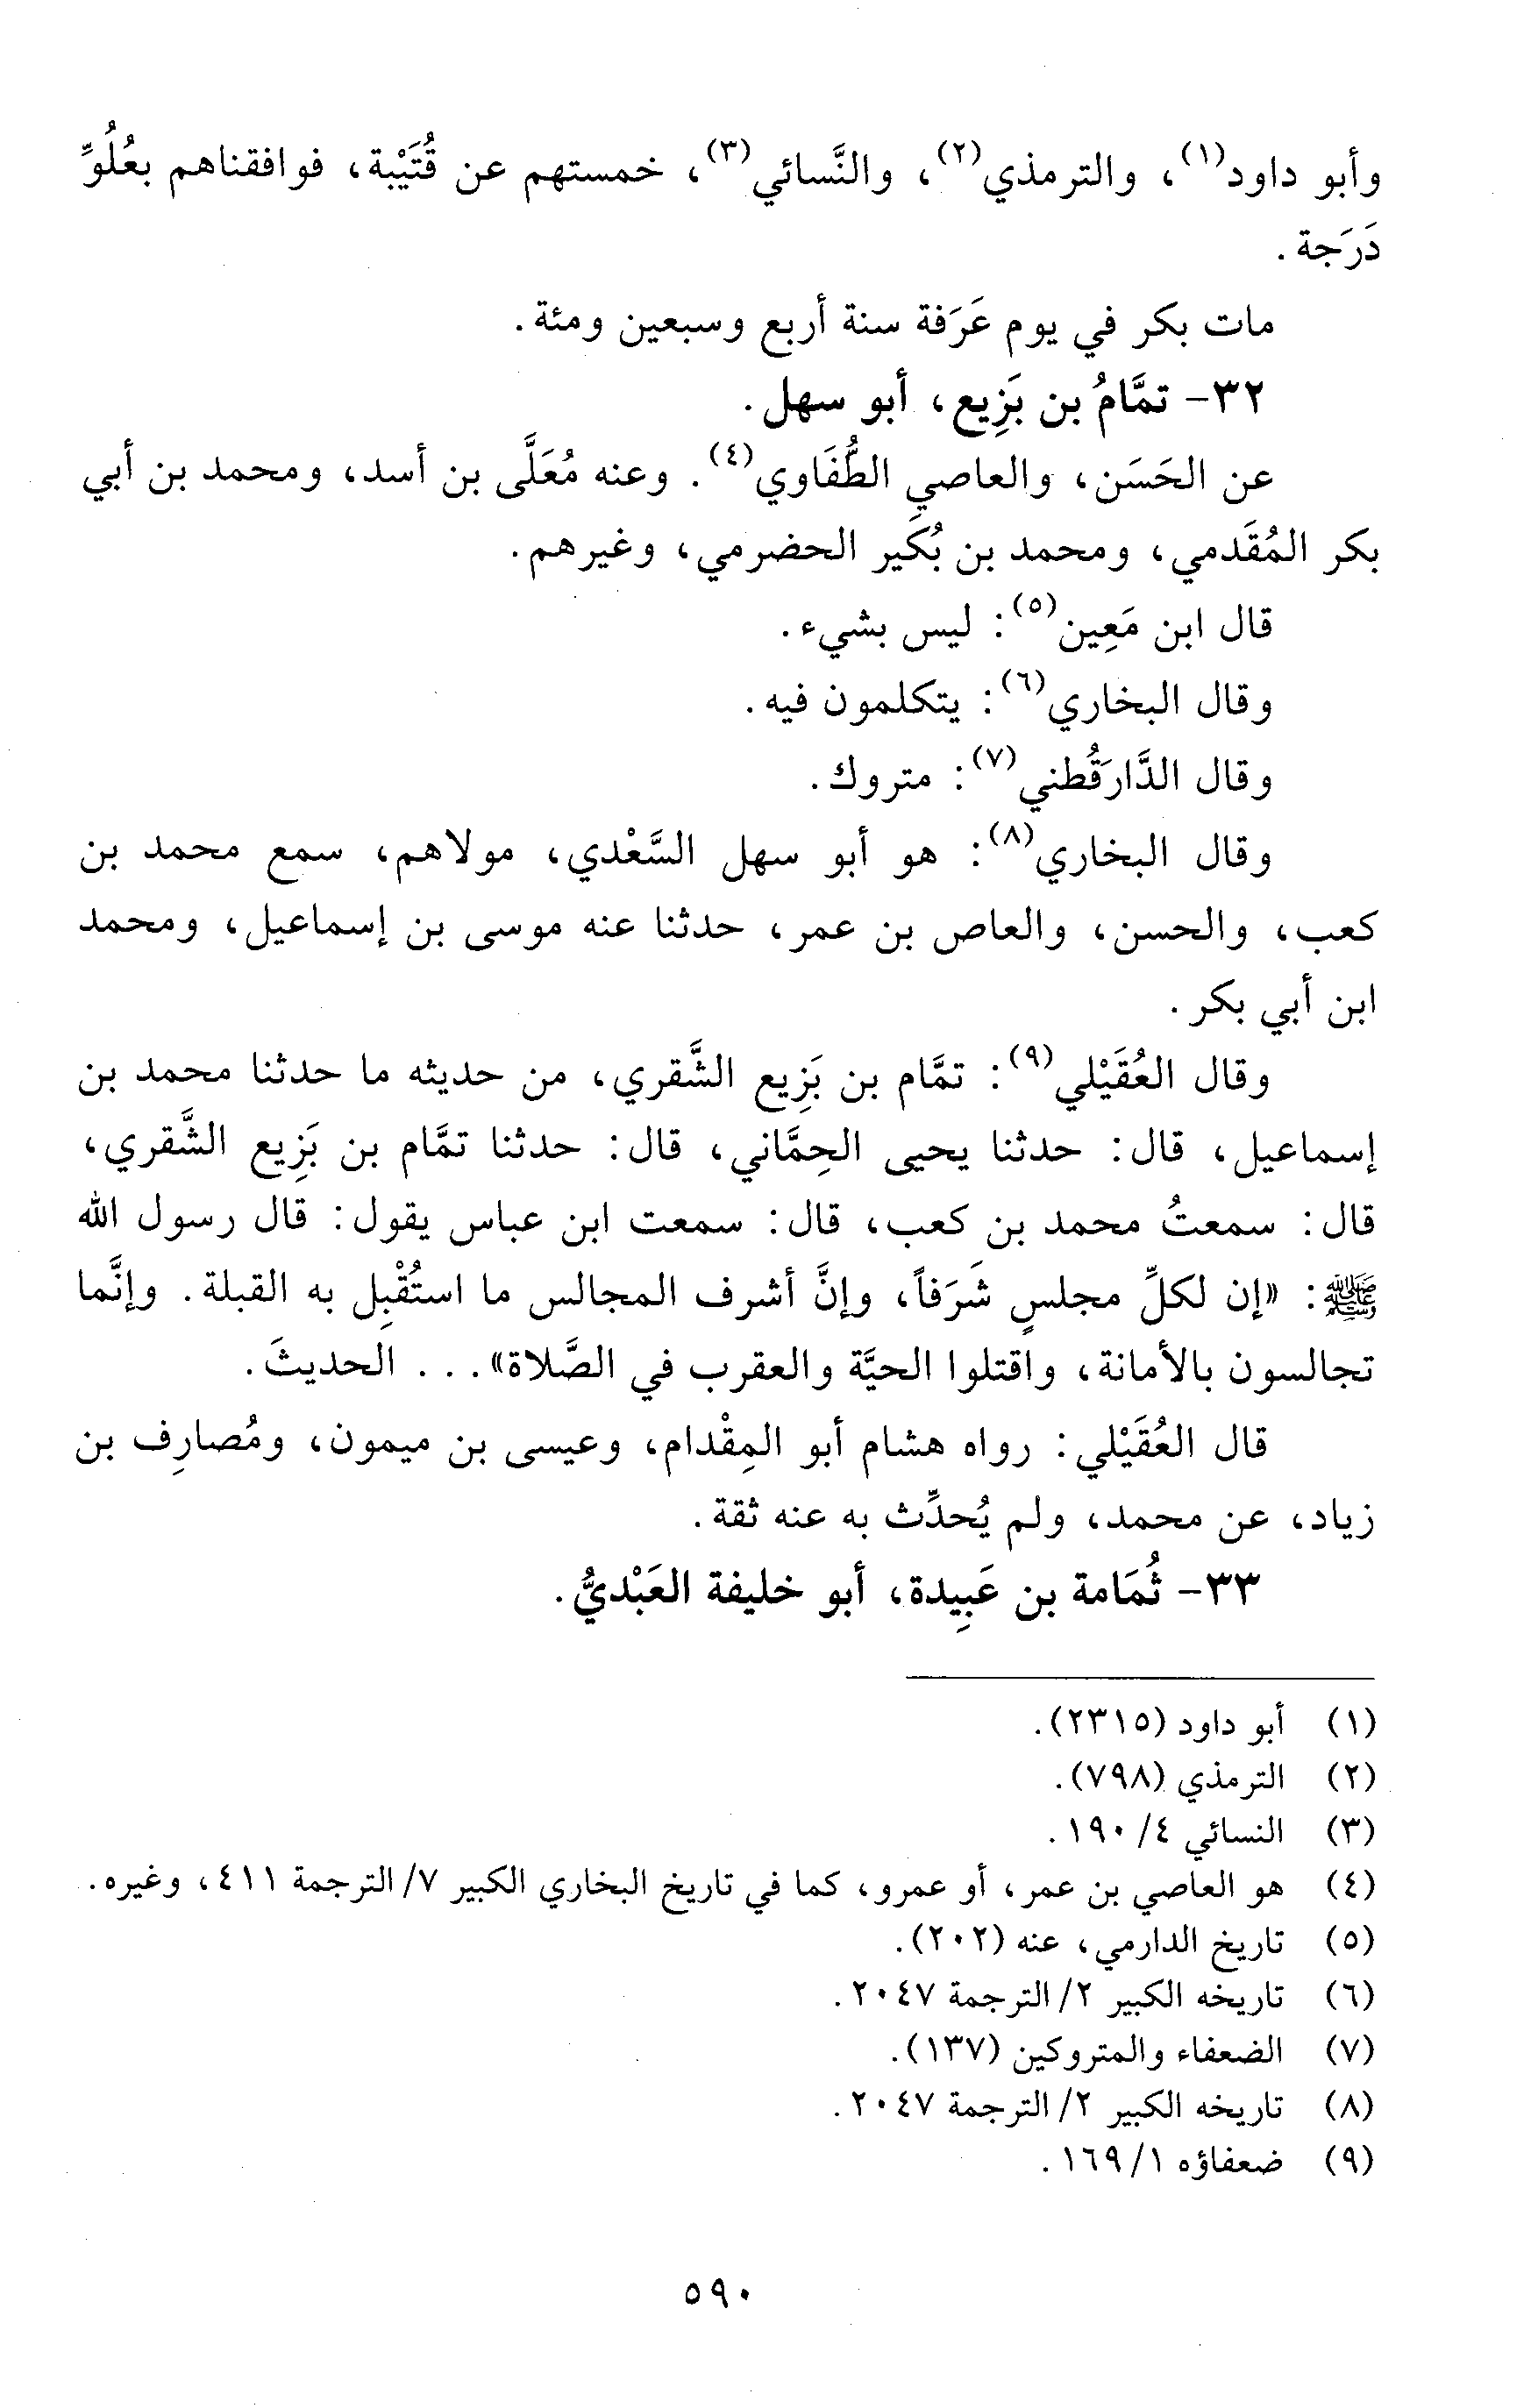 وأبو داود(١)، والترمذي(٢)، والنَّسائي(٣)، خمستهم عن قُتَيْبة، فوافقناهم بعُلُوِّ
دَرَجة.
مات بكر في يوم عَرَفة سنة أربع وسبعين ومئة.
٣٢- تمَّامُ بن بَزِيع، أبو سهل.
عن الحَسَن، والعاصي الطُّفَاوي(٤). وعنه مُعَلَّى بن أسد، ومحمد بن أبي
بكر المُقَدمي، ومحمد بن بُكَير الحضرمي، وغيرهم.
قال ابن مَعِين(٥): ليس بشيء.
وقال البخاري(٦): يتكلمون فيه.
وقال الدَّارَقُطني(٧): متروك.
وقال البخاري(٨): هو أبو سهل السَّعْدي، مولاهم، سمع محمد بن
كعب، والحسن، والعاص بن عمر، حدثنا عنه موسى بن إسماعيل، ومحمد
ابن أبي بكر.
وقال العُقَيْلي(٩): تمَّام بن بَزِيع الشَّقري، من حديثه ما حدثنا محمد بن
إسماعيل، قال: حدثنا يحيى الحِمَّاني، قال: حدثنا تمَّام بن بَزِيع الشَّقري،
قال: سمعتُ محمد بن كعب، قال: سمعت ابن عباس يقول: قال رسول الله
ﷺ: «إن لكلِّ مجلسٍ شَرَفاً، وإنَّ أشرف المجالس ما استُقْبِل به القبلة. وإنَّما
تجالسون بالأمانة، واقتلوا الحيَّة والعقرب في الصَّلاة»... الحديثَ.
قال العُقَيْلي: رواه هشام أبو المِقْدام، وعيسى بن ميمون، ومُصارِف بن
زياد، عن محمد، ولم يُحدِّث به عنه ثقة.
٣٣- ثُمَامة بن عَبِيدة، أبو خليفة العَبْديُّ.
(١) أبو داود (٢٣١٥).
(٢) الترمذي (٧٩٨).
(٣) النسائي ٤/ ١٩٠.
(٤) هو العاصي بن عمر، أو عمرو، كما في تاريخ البخاري الكبير ٧/ الترجمة ٤١١، وغيره.
(٥) تاريخ الدارمي، عنه (٢٠٢).
(٦) تاريخه الكبير ٢/ الترجمة ٢٠٤٧.
(٧) الضعفاء والمتروكين (١٣٧).
(٨) تاريخه الكبير ٢/ الترجمة ٢٠٤٧.
(٩) ضعفاؤه ١/ ١٦٩.
٥٩٠